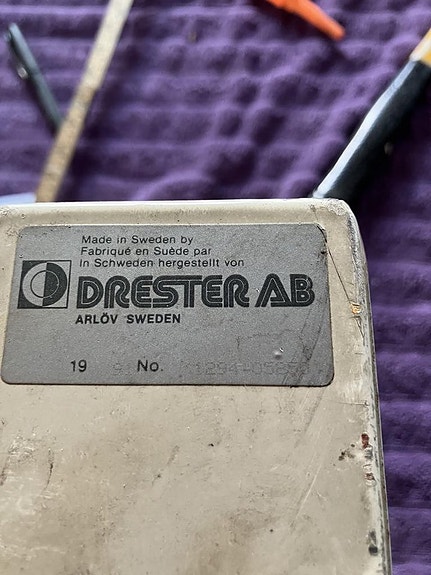 Made in Sweden by
Fabriqué en Suède par
In Schweden hergestellt von
DRESTER AB
ARLÖV SWEDEN
19 No.